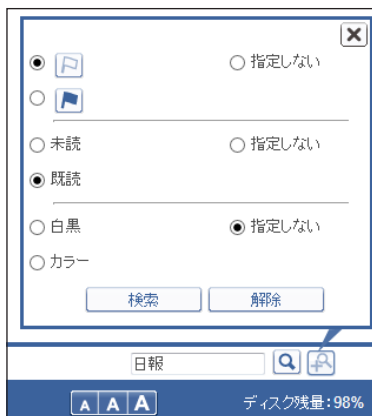 指定しない
未読 指定しない
既読
白黒 指定しない
カラー
検索 解除
日報
A A A ディスク残量:98%